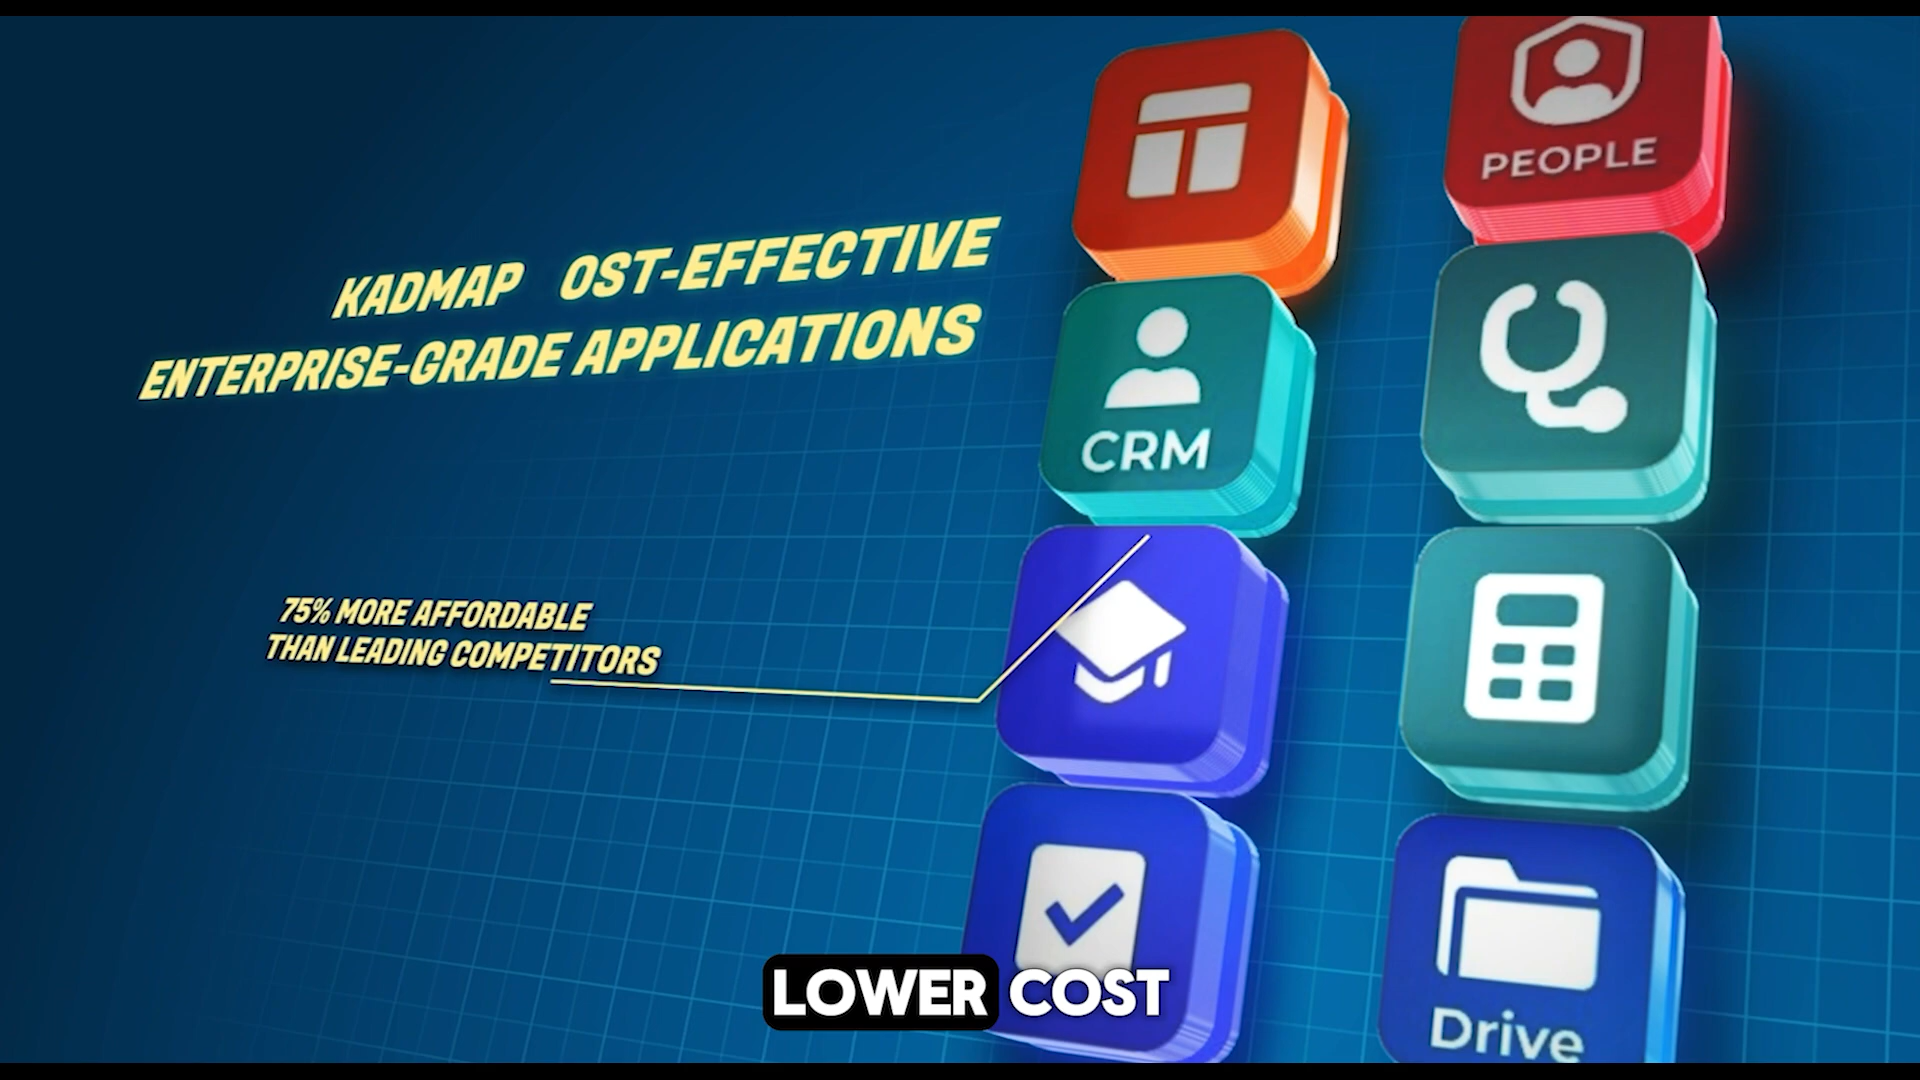 KADMAP OST-EFFECTIVE
ENTERPRISE-GRADE APPLICATIONS
75% MORE AFFORDABLE
THAN LEADING COMPETITORS
PEOPLE
CRM
Drive
LOWER COST